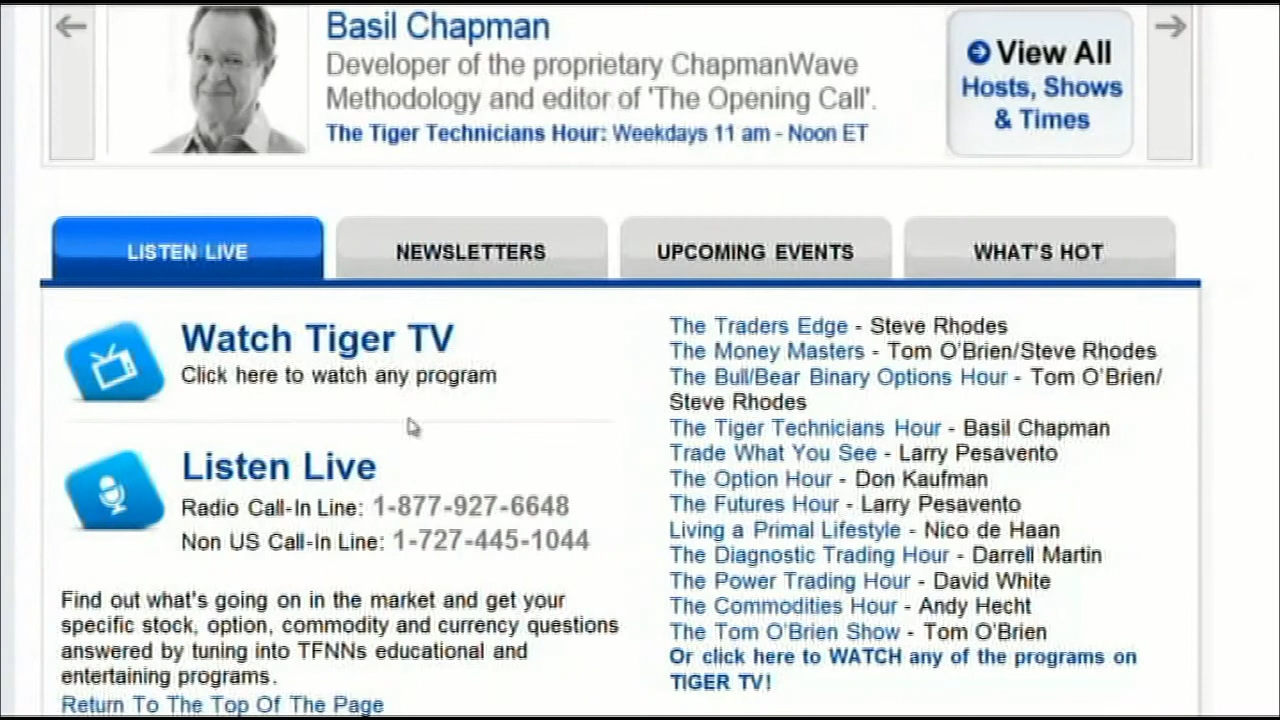 Basil Chapman
Developer of the proprietary ChapmanWave
Methodology and editor of 'The Opening Call'.
The Tiger Technicians Hour: Weekdays 11 am - Noon ET
View All
Hosts, Shows
& Times
LISTEN LIVE
NEWSLETTERS
UPCOMING EVENTS
WHAT'S HOT
Watch Tiger TV
Click here to watch any program
Listen Live
Radio Call-In Line: 1-877-927-6648
Non US Call-In Line: 1-727-445-1044
Find out what's going on in the market and get your
specific stock, option, commodity and currency questions
answered by tuning into TFNNs educational and
entertaining programs.
Return To The Top Of The Page
The Traders Edge - Steve Rhodes
The Money Masters - Tom O'Brien/Steve Rhodes
The Bull/Bear Binary Options Hour - Tom O'Brien/
Steve Rhodes
The Tiger Technicians Hour - Basil Chapman
Trade What You See - Larry Pesavento
The Option Hour - Don Kaufman
The Futures Hour - Larry Pesavento
Living a Primal Lifestyle - Nico de Haan
The Diagnostic Trading Hour - Darrell Martin
The Power Trading Hour - David White
The Commodities Hour - Andy Hecht
The Tom O'Brien Show - Tom O'Brien
Or click here to WATCH any of the programs on
TIGER TV!